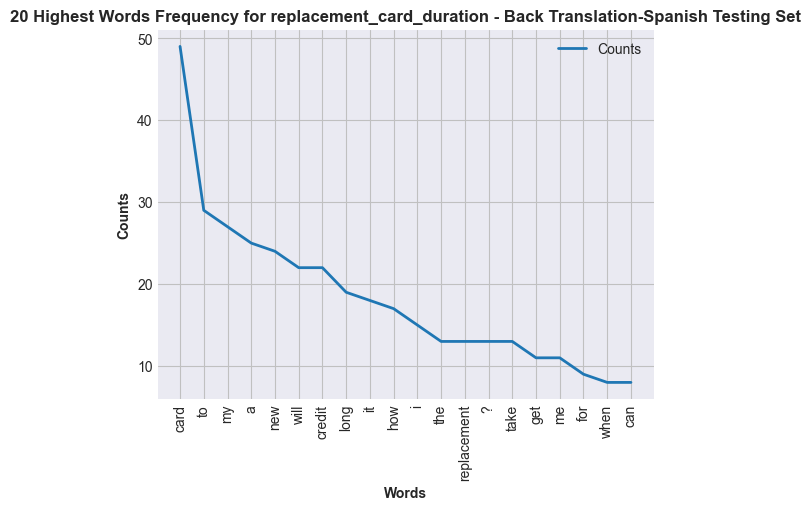 20 Highest Words Frequency for replacement_card_duration - Back Translation-Spanish Testing Set
Counts
50
40
30
20
10
Counts
card
to
my
a
new
will
credit
long
it
how
i
the
replacement
?
take
get
me
for
when
can
Words